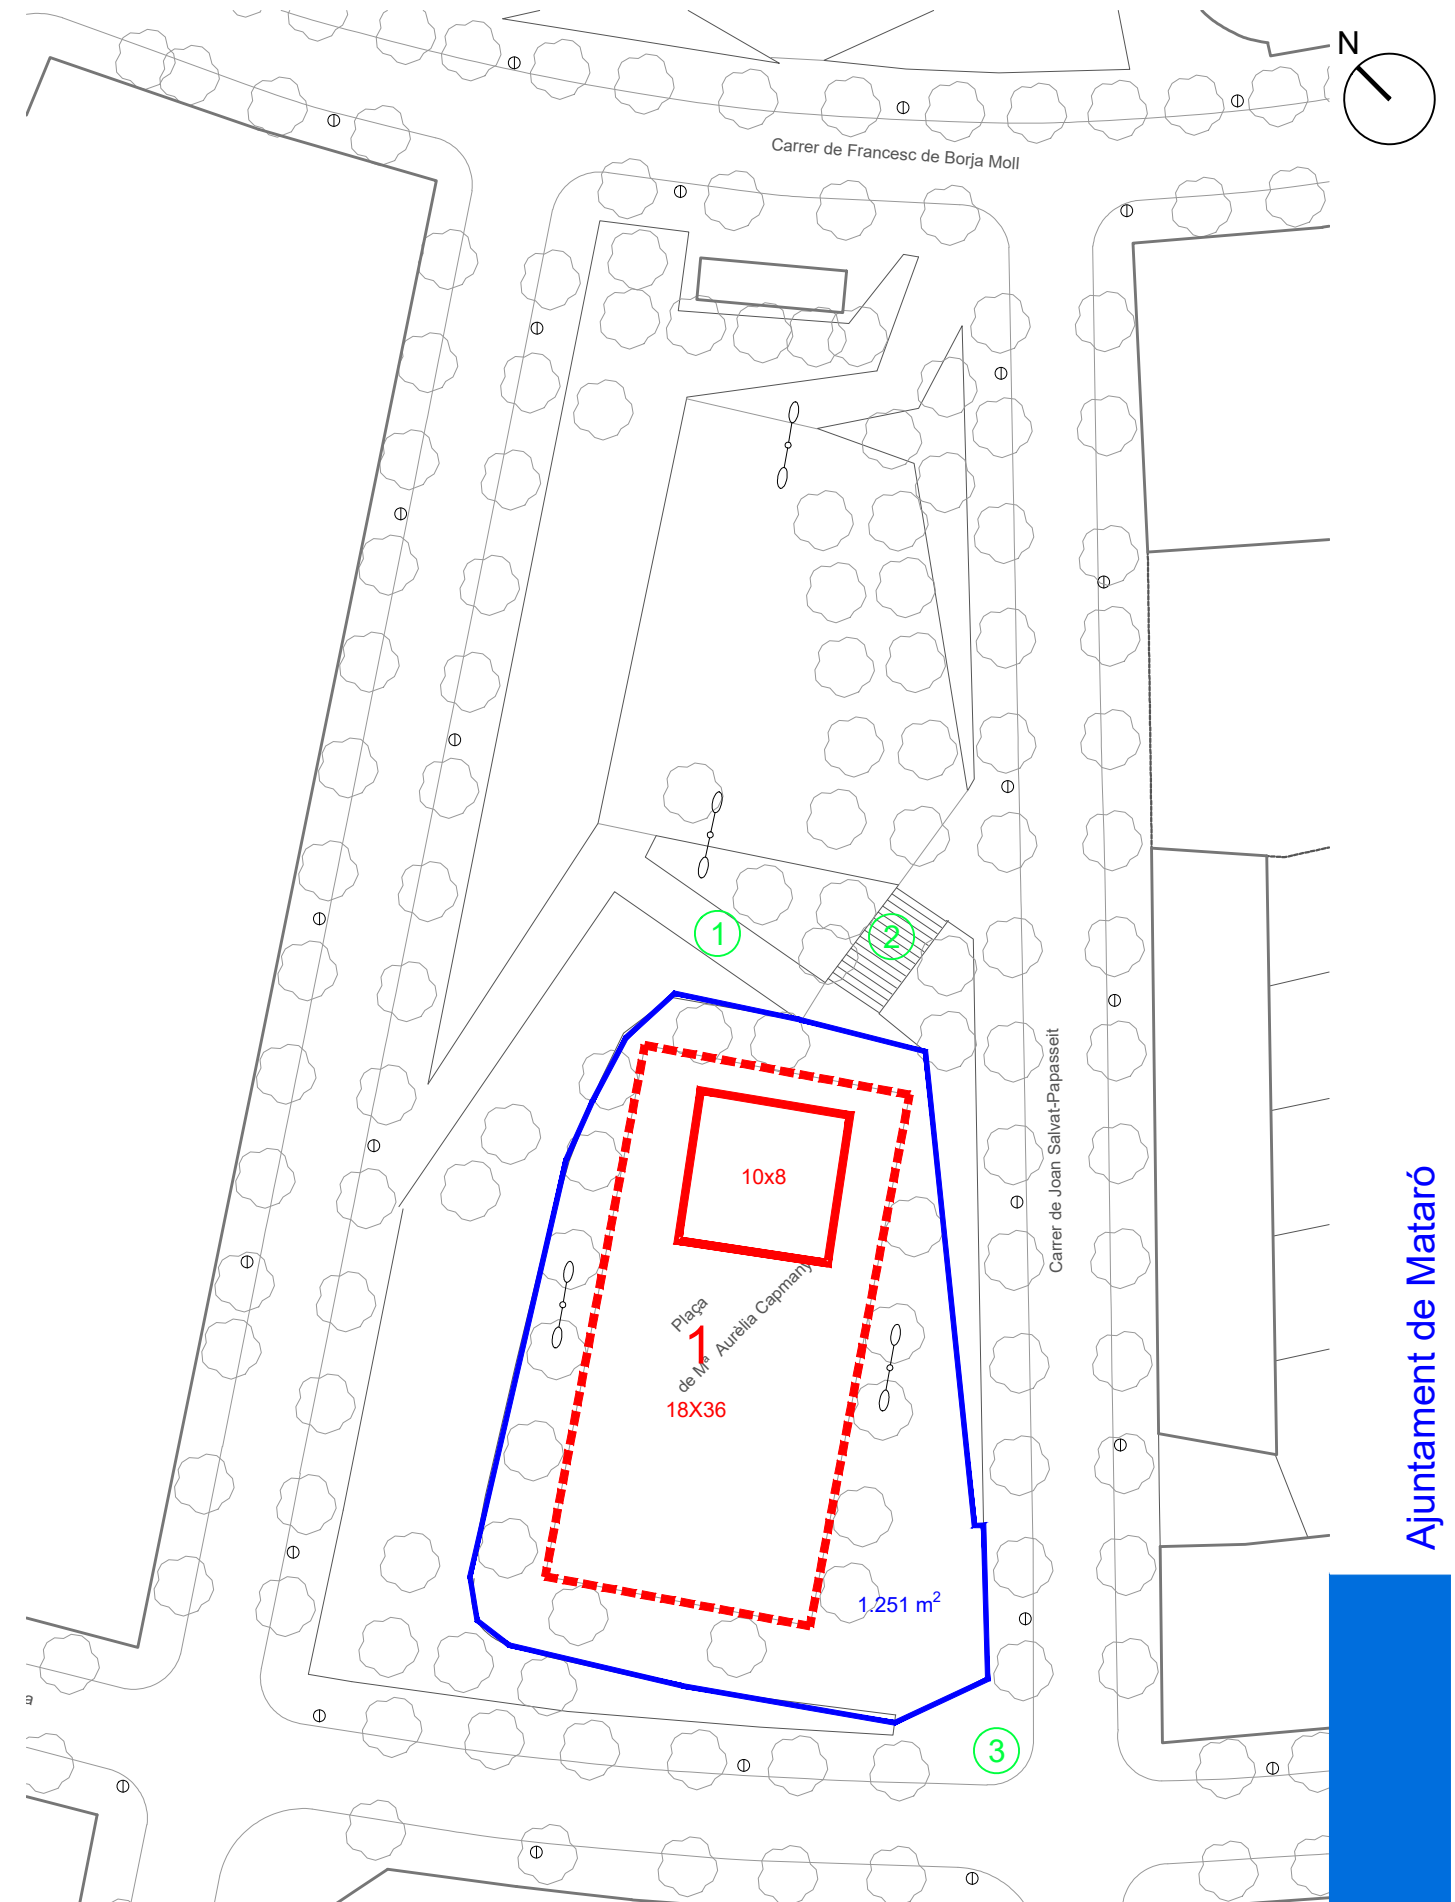 N
Carrer de Francesc de Borja Moll
1
2
Carrer de Joan Salvat-Papasseit
10x8
Plaça
de Mª Aurèlia Capmany
1
18X36
1.251 m²
3
a
Ajuntament de Mataró